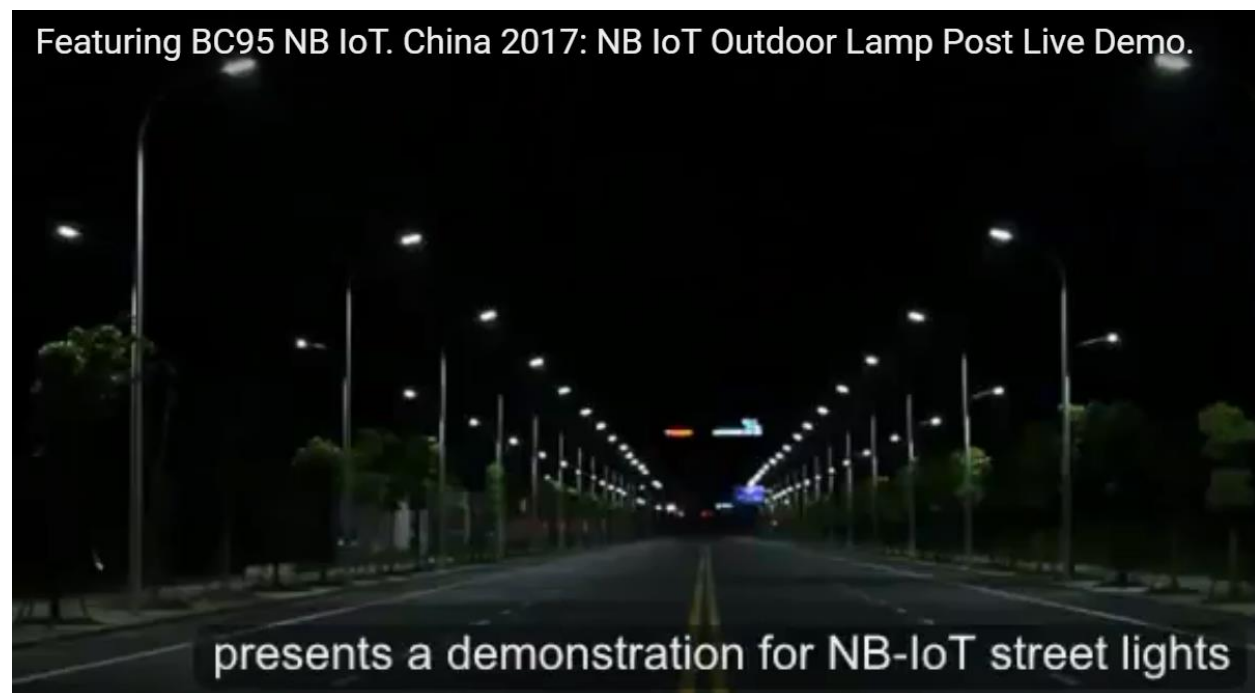 Featuring BC95 NB IoT. China 2017: NB IoT Outdoor Lamp Post Live Demo.
presents a demonstration for NB-IoT street lights